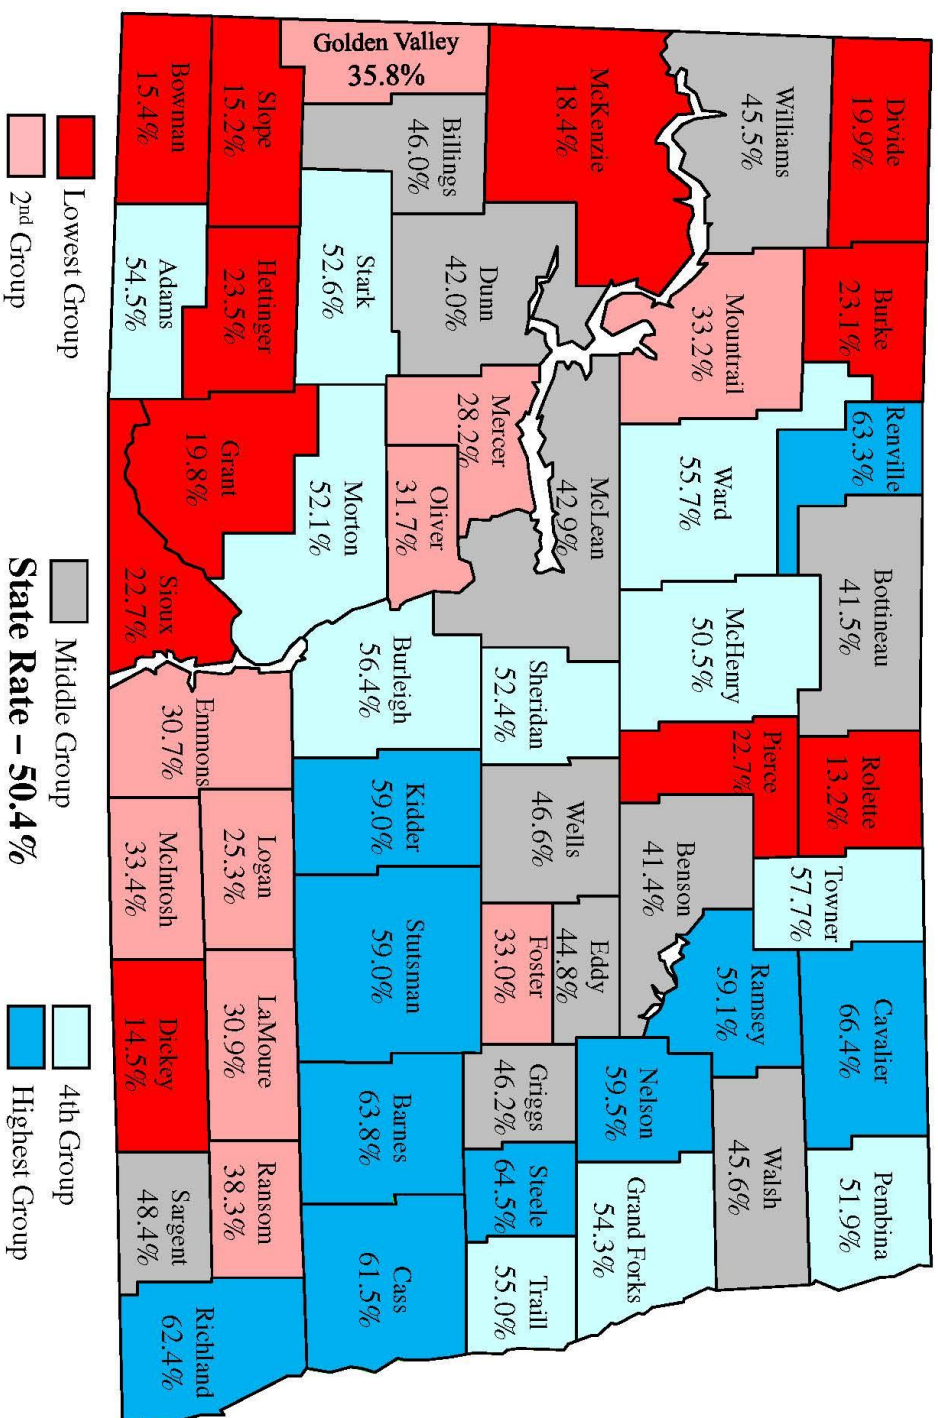 Divide
19.9%
Burke
23.1%
Renville
63.3%
Bottineau
41.5%
Rolette
13.2%
Towner
57.7%
Cavalier
66.4%
Pembina
51.9%
Williams
45.5%
Mountrail
33.2%
Ward
55.7%
McHenry
50.5%
Pierce
22.7%
Benson
41.4%
Ramsey
59.1%
Walsh
45.6%
McKenzie
18.4%
McLean
42.9%
Sheridan
52.4%
Wells
46.6%
Eddy
44.8%
Foster
33.0%
Nelson
59.5%
Grand Forks
54.3%
Griggs
46.2%
Steele
64.5%
Traill
55.0%
Golden Valley
35.8%
Billings
46.0%
Dunn
42.0%
Mercer
28.2%
Oliver
31.7%
Stark
52.6%
Morton
52.1%
Burleigh
56.4%
Kidder
59.0%
Stutsman
59.0%
Barnes
63.8%
Cass
61.5%
Slope
15.2%
Hettinger
23.5%
Grant
19.8%
Bowman
15.4%
Adams
54.5%
Sioux
22.7%
Emmons
30.7%
Logan
25.3%
McIntosh
33.4%
LaMoure
30.9%
Dickey
14.5%
Ransom
38.3%
Sargent
48.4%
Richland
62.4%
Lowest Group
2nd Group
Middle Group
4th Group
Highest Group
State Rate – 50.4%